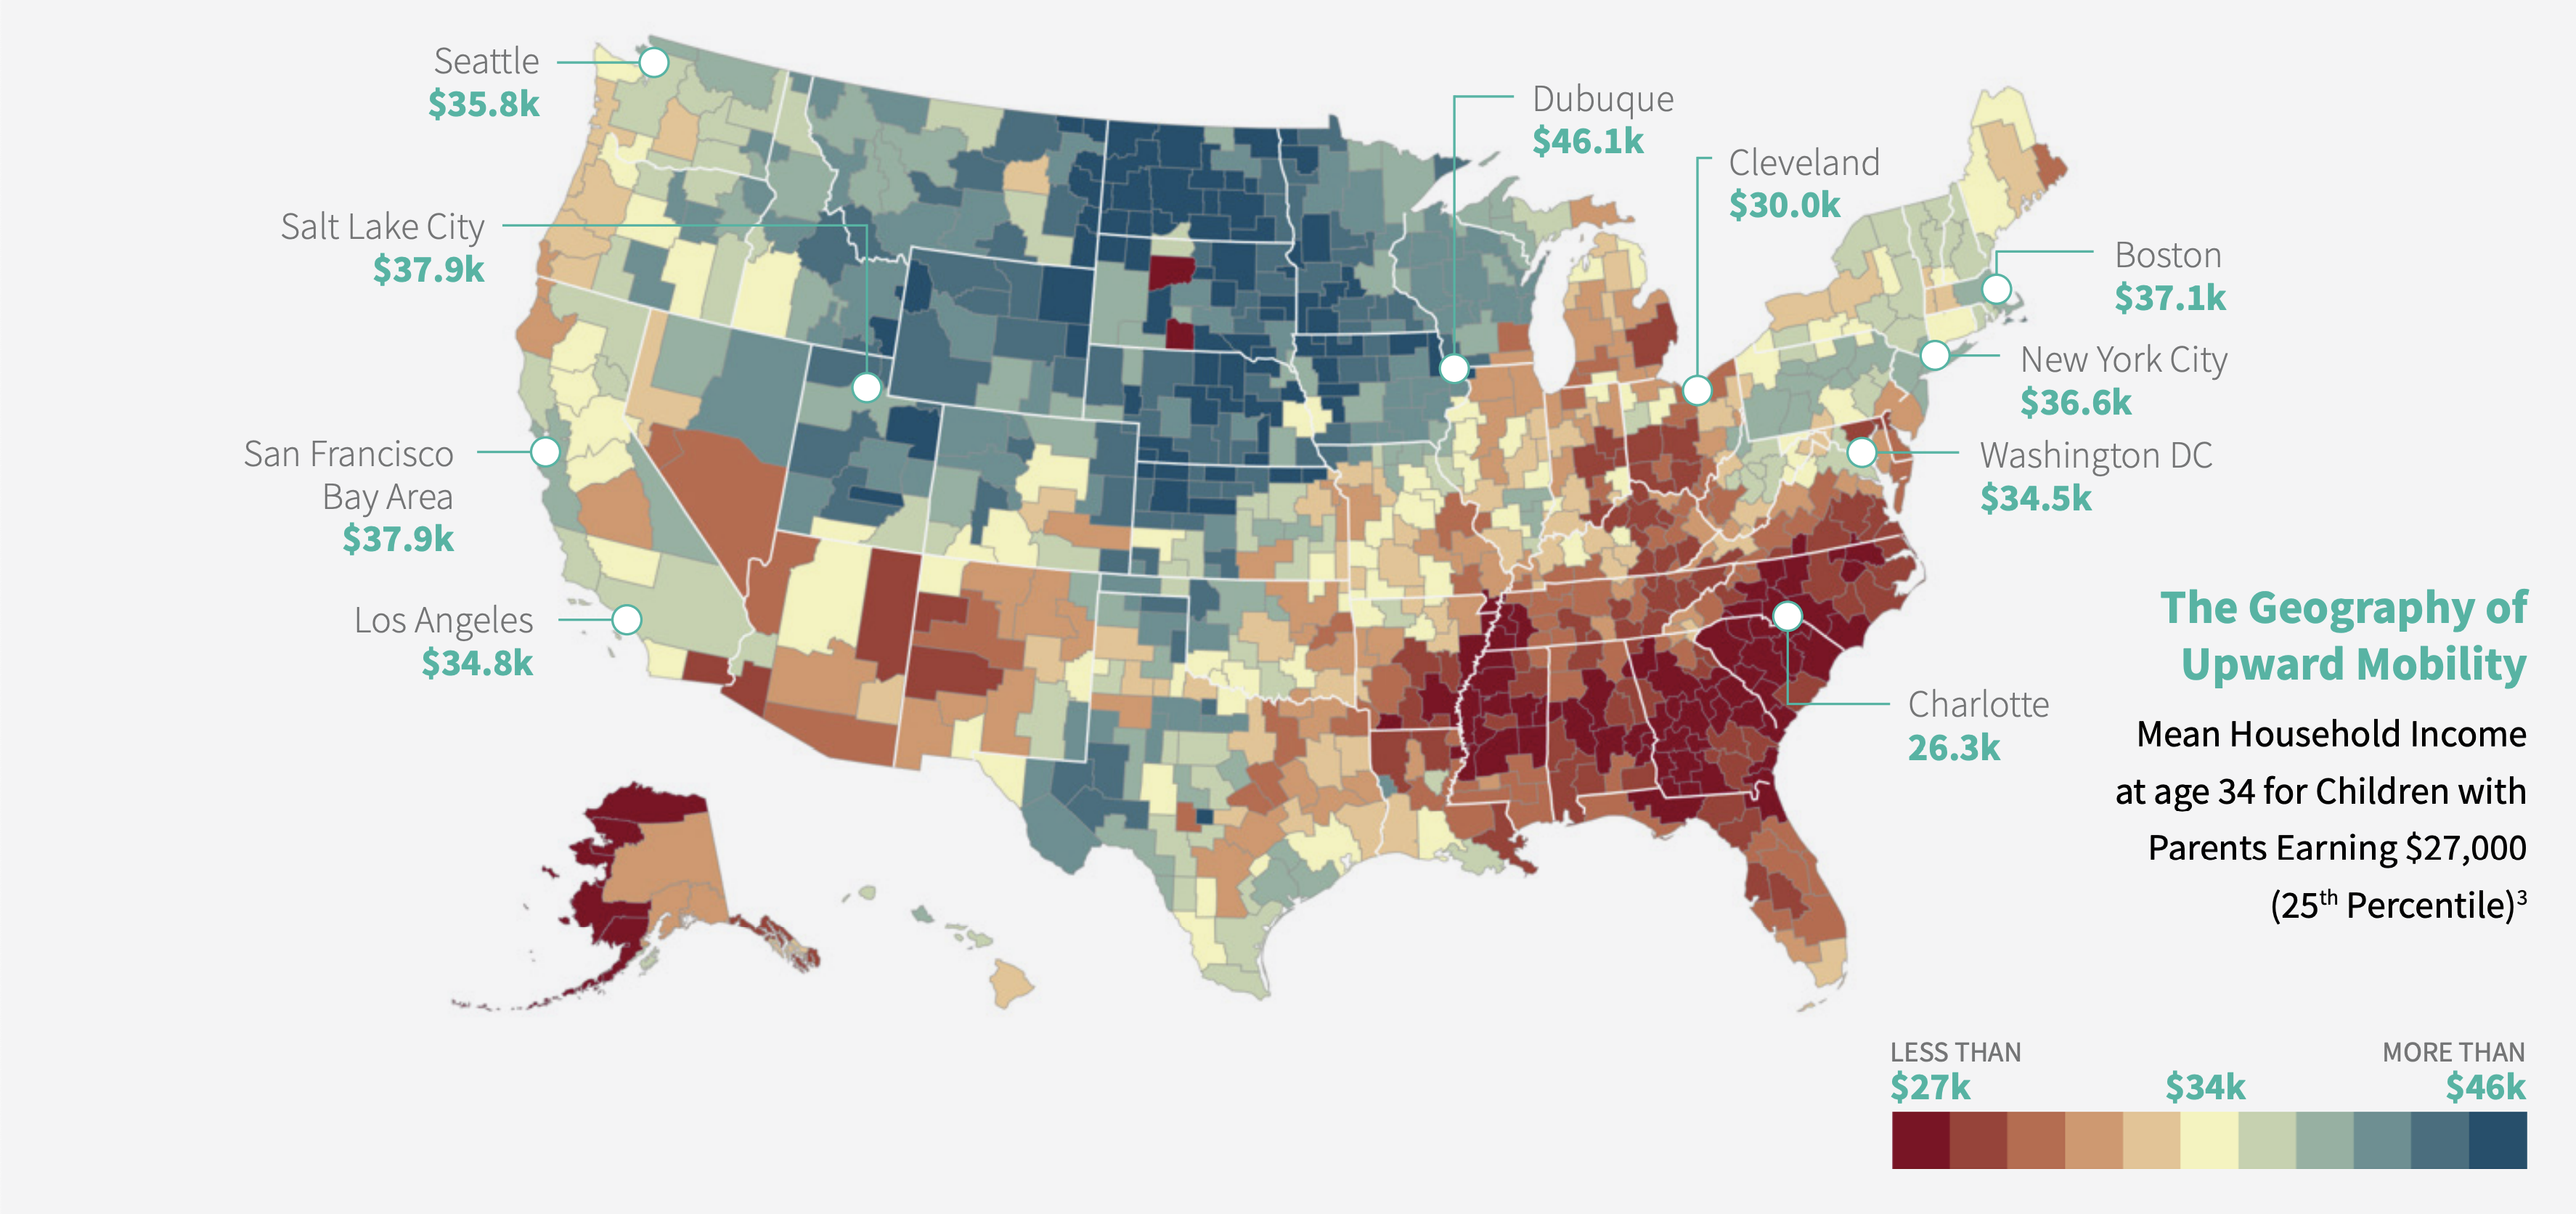 Seattle
$35.8k
Salt Lake City
$37.9k
San Francisco
Bay Area
$37.9k
Los Angeles
$34.8k
Dubuque
$46.1k
Cleveland
$30.0k
Boston
$37.1k
New York City
$36.6k
Washington DC
$34.5k
Charlotte
26.3k
The Geography of
Upward Mobility
Mean Household Income
at age 34 for Children with
Parents Earning $27,000
(25th Percentile)3
LESS THAN MORE THAN
$27k $34k $46k